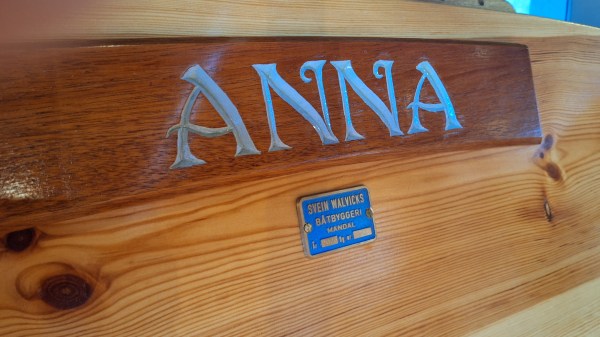 ANNA
SVEIN WALVICKS
BÅTBYGGERI
MANDAL